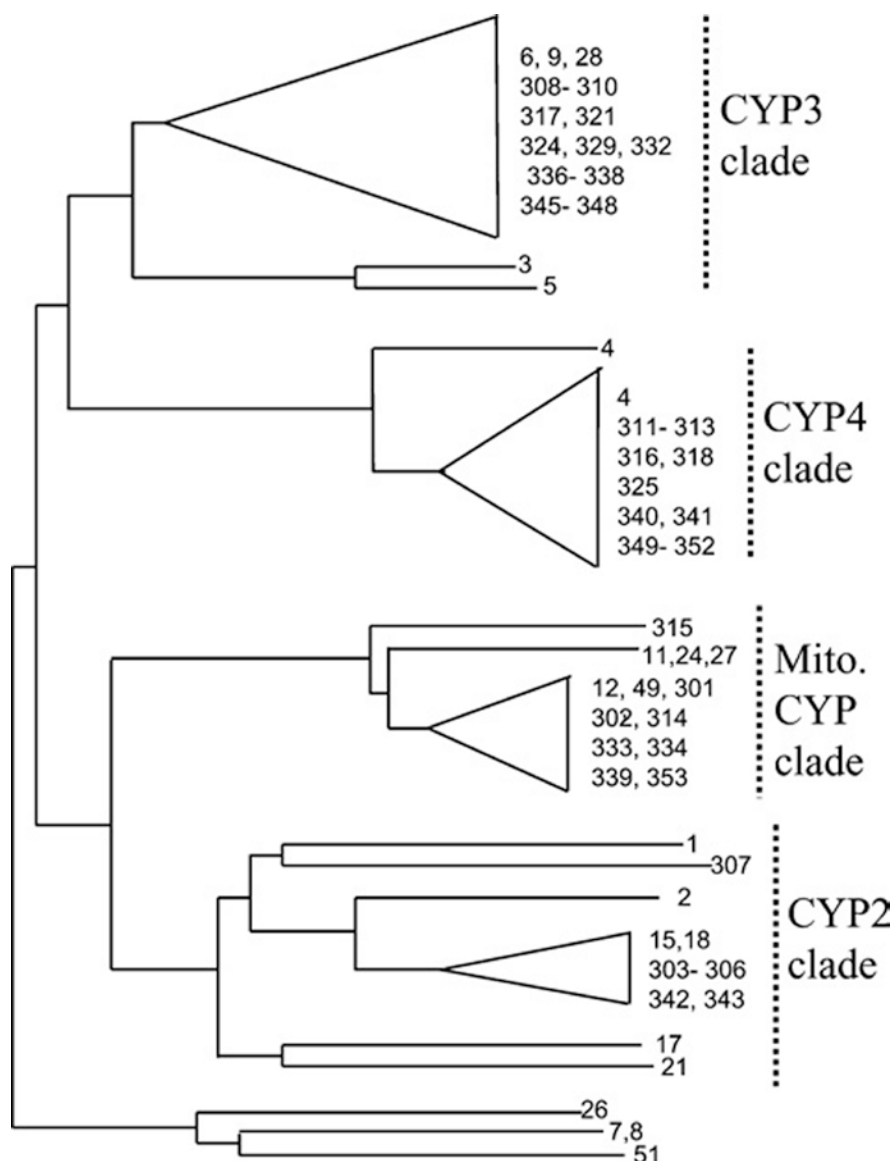 6, 9, 28
308- 310
317, 321
324, 329, 332
336- 338
345- 348
CYP3
clade
3
5
4
4
311- 313
316, 318
325
340, 341
349- 352
CYP4
clade
315
11,24,27
12, 49, 301
302, 314
333, 334
339, 353
Mito.
CYP
clade
1
307
2
15,18
303- 306
342, 343
17
21
CYP2
clade
26
7,8
51